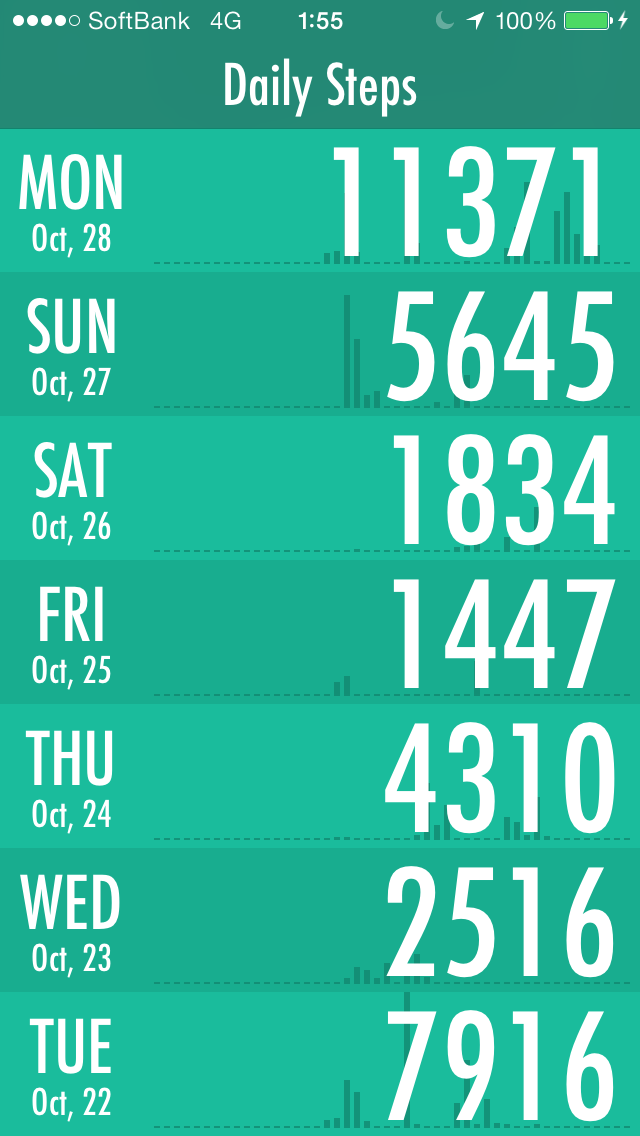 SoftBank 4G 1:55 100%
Daily Steps
MON 11371
Oct, 28
SUN 5645
Oct, 27
SAT 1834
Oct, 26
FRI 1447
Oct, 25
THU 4310
Oct, 24
WED 2516
Oct, 23
TUE 7916
Oct, 22